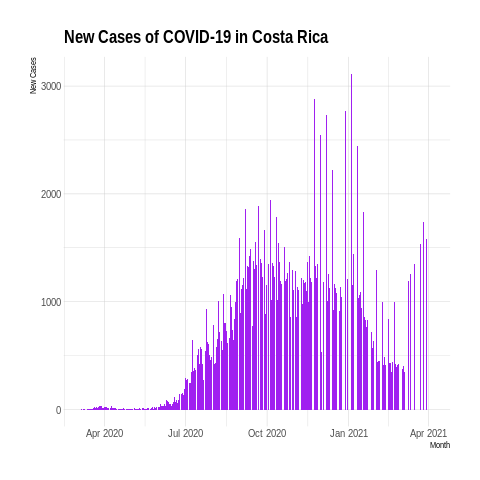 New Cases of COVID-19 in Costa Rica
New Cases
3000
2000
1000
0
Apr 2020 Jul 2020 Oct 2020 Jan 2021 Apr 2021
Month